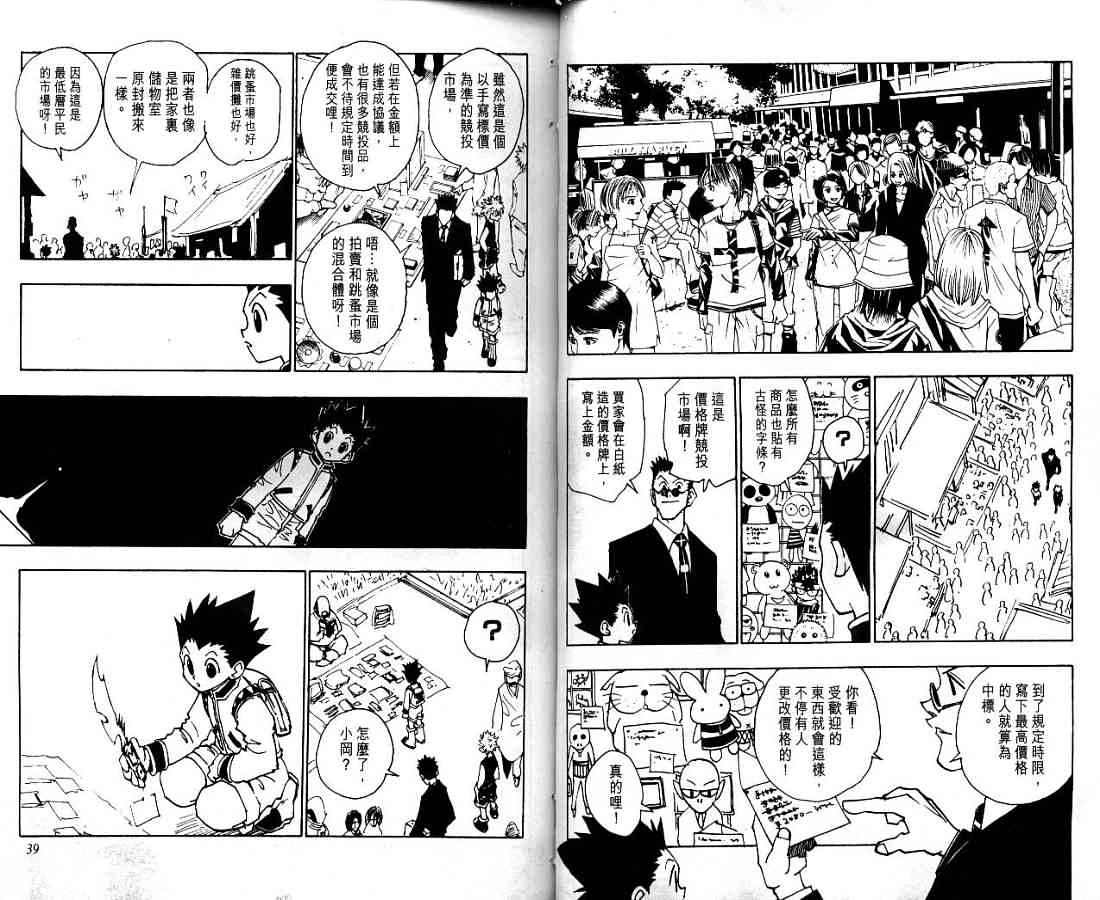 BULL MARKET
怎麼所有
商品也貼有
古怪的字條？
？
這是
價格牌競投
市場啊！
買家會在白紙
造的價格牌上，
寫上金額。
到了規定時限，
寫下最高價格
的人就算為
中標。
你看！
受歡迎的
東西就會這樣，
不停有人
更改價格的！
真的哩！
雖然這是個
以手寫標價
為準的競投
市場，
但若在金額上
能達成協議，
也有很多競投品，
會不待規定時間到
便成交哩！
唔…就像是個
拍賣和跳蚤市場
的混合體呀！
跳蚤市場也好，
雜價攤也好，
兩者也像
是把家裏
儲物室
原封搬來
一樣。
因為這是
最低層平民
的市場呀！
ワイ
ワイ
ガヤ
ガヤ
？
怎麼了，
小岡？
39